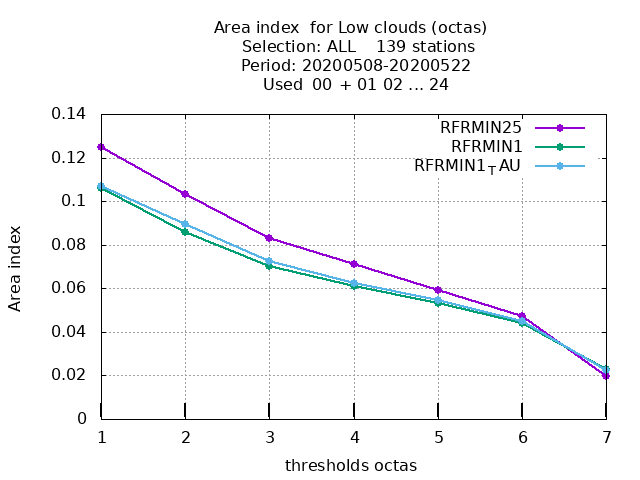 Area index  for Low clouds (octas)
Selection: ALL    139 stations
Period: 20200508-20200522
Used  00 + 01 02 ... 24
RFRMIN25
RFRMIN1
RFRMIN1TAU
0.14
0.12
0.1
0.08
0.06
0.04
0.02
0
Area index
1 2 3 4 5 6 7
thresholds octas